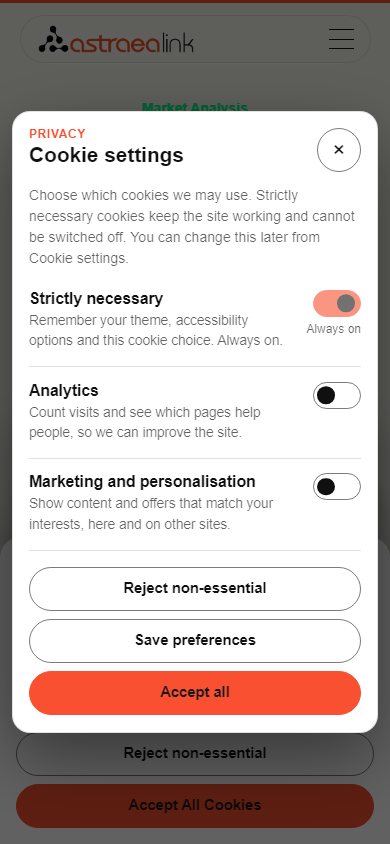 astraealink
Market Analysis
PRIVACY
Cookie settings
Choose which cookies we may use. Strictly
necessary cookies keep the site working and cannot
be switched off. You can change this later from
Cookie settings.
Strictly necessary
Remember your theme, accessibility
options and this cookie choice. Always on.
Always on
Analytics
Count visits and see which pages help
people, so we can improve the site.
Marketing and personalisation
Show content and offers that match your
interests, here and on other sites.
Reject non-essential
Save preferences
Accept all
Reject non-essential
Accept All Cookies